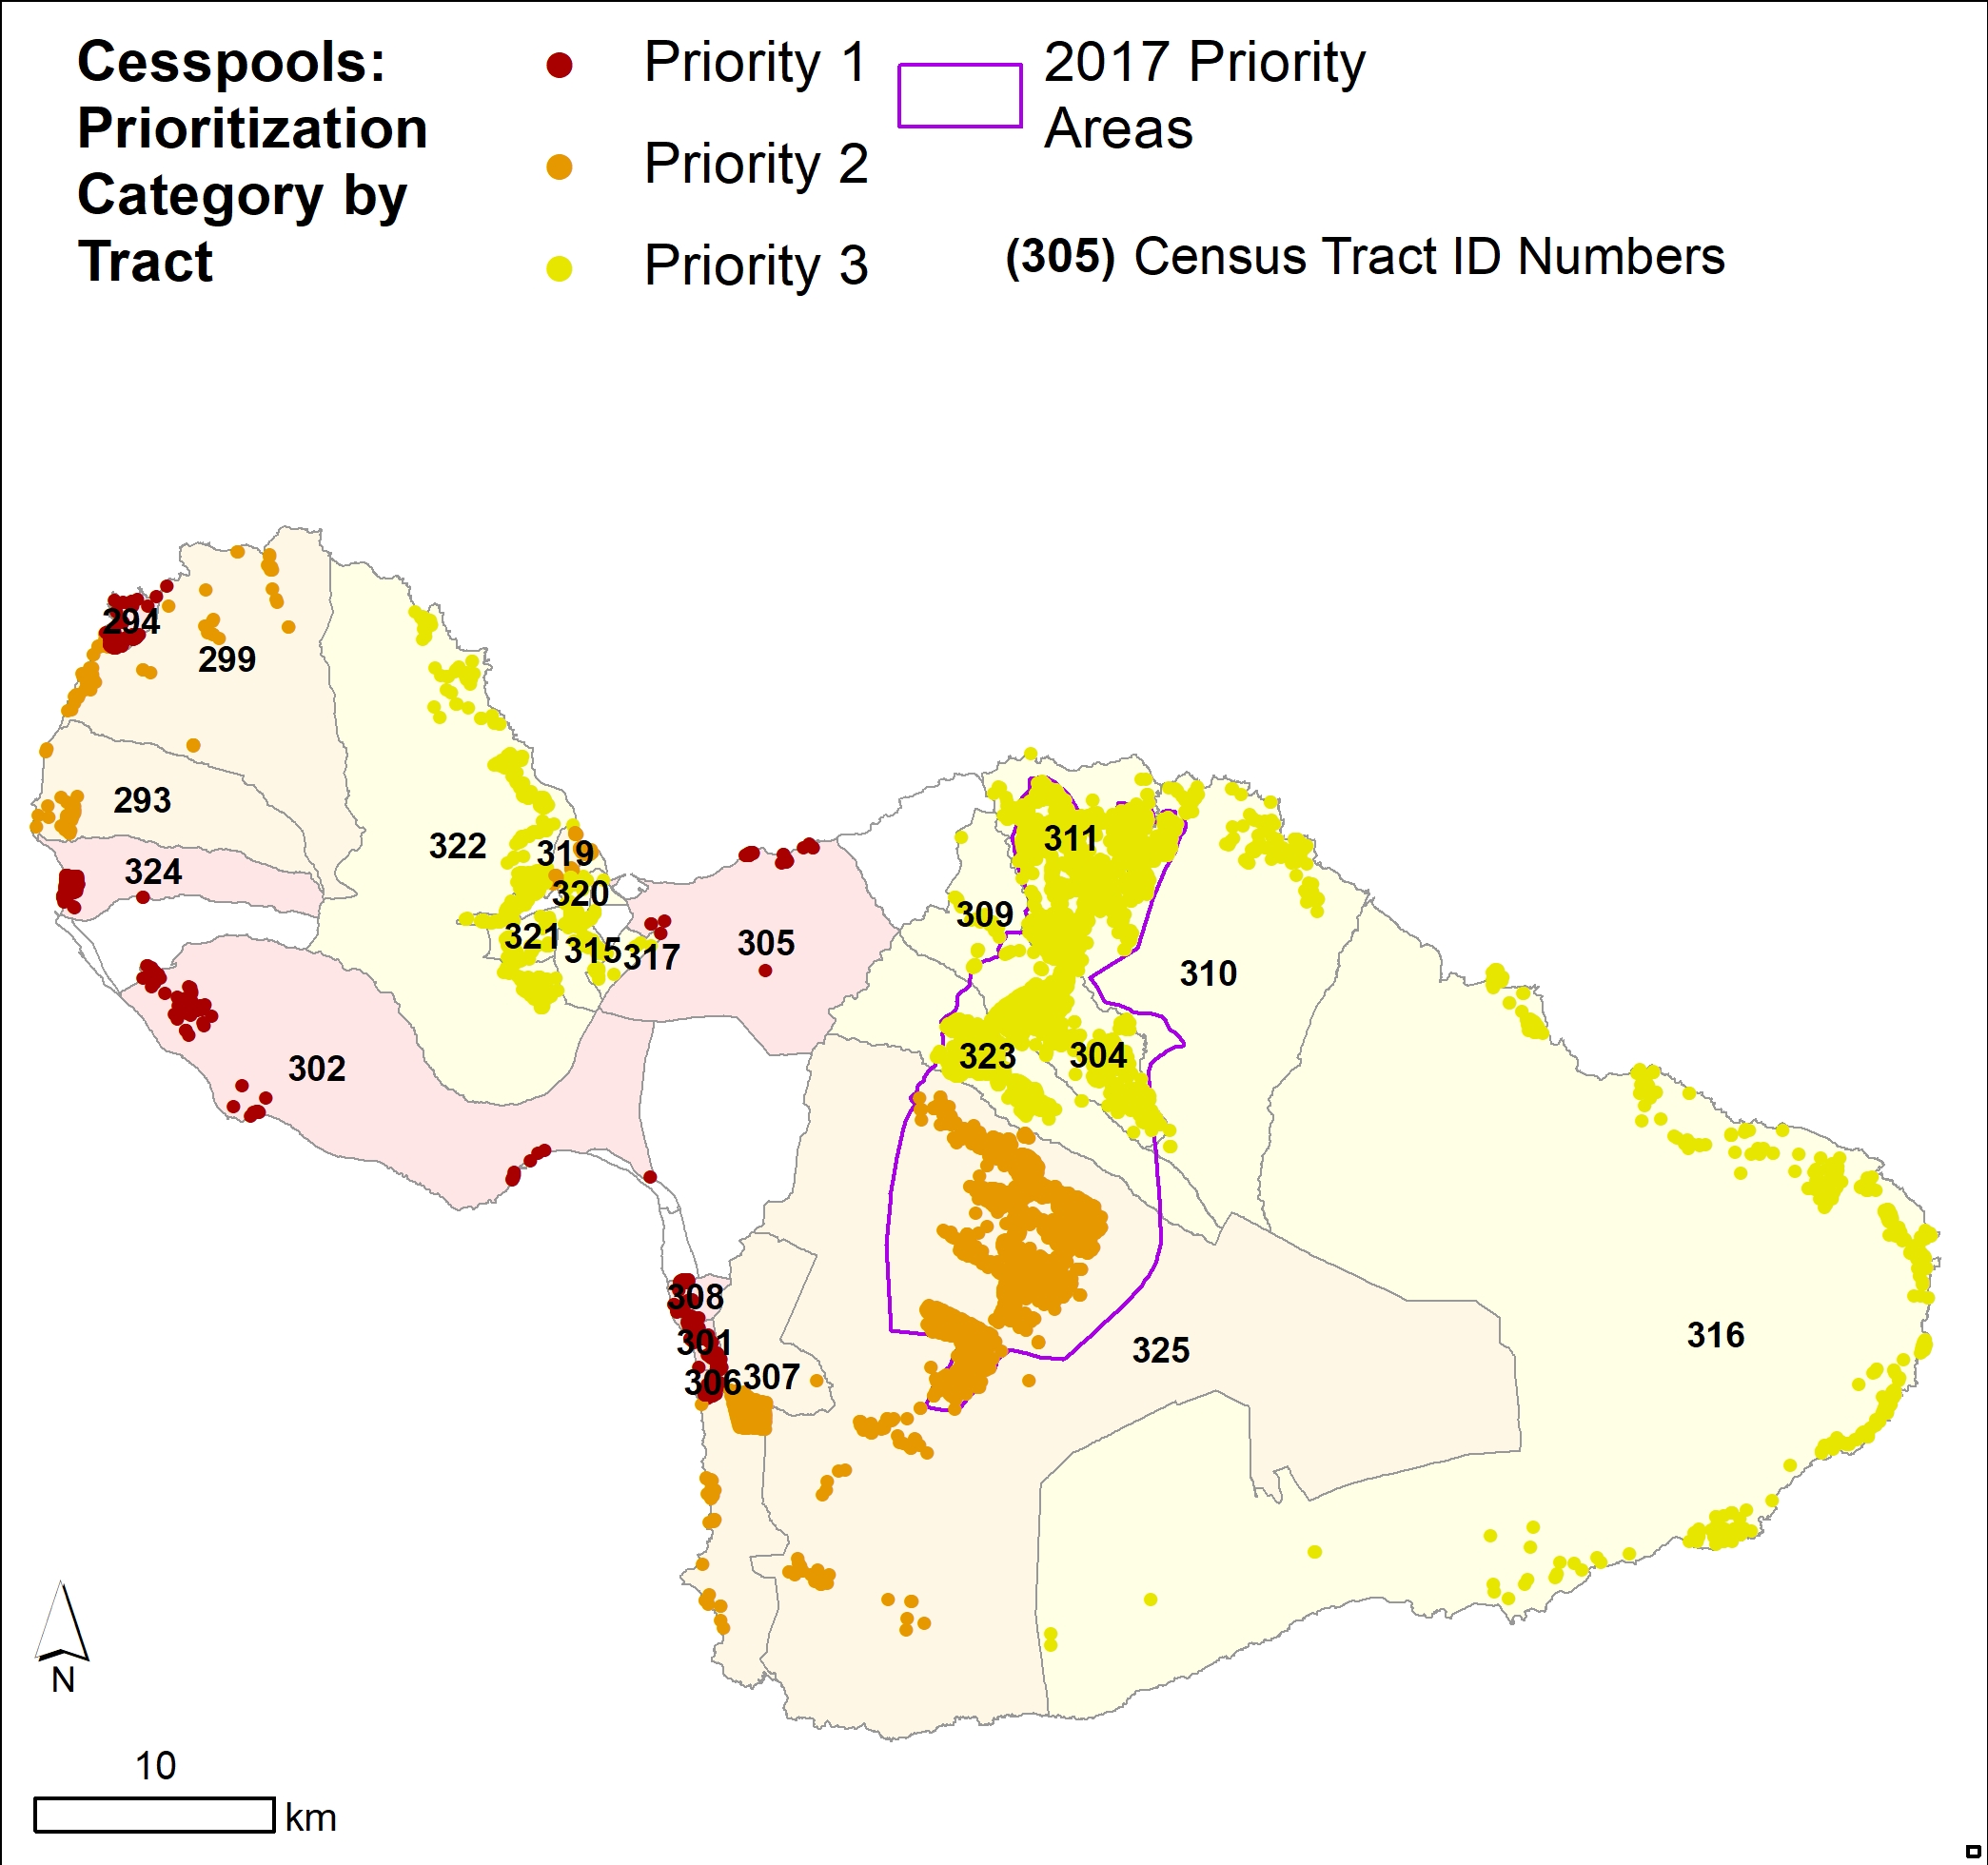 Cesspools:
Prioritization
Category by
Tract
Priority 1
Priority 2
Priority 3
2017 Priority
Areas
(305) Census Tract ID Numbers
294
299
293
324
322
319
320
321
315
317
305
302
311
309
310
323
304
308
301
306
307
325
316
N
10
km